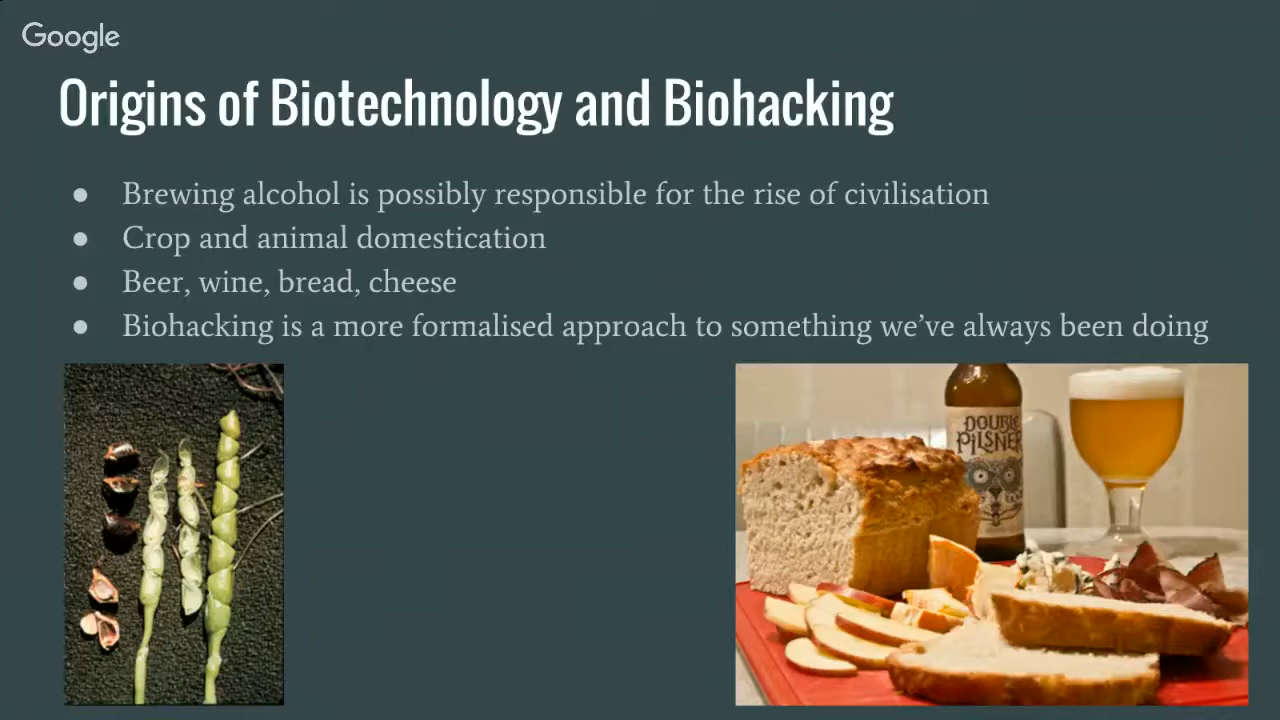 Google
Origins of Biotechnology and Biohacking
● Brewing alcohol is possibly responsible for the rise of civilisation
● Crop and animal domestication
● Beer, wine, bread, cheese
● Biohacking is a more formalised approach to something we’ve always been doing
DOUBLE
PILSNER